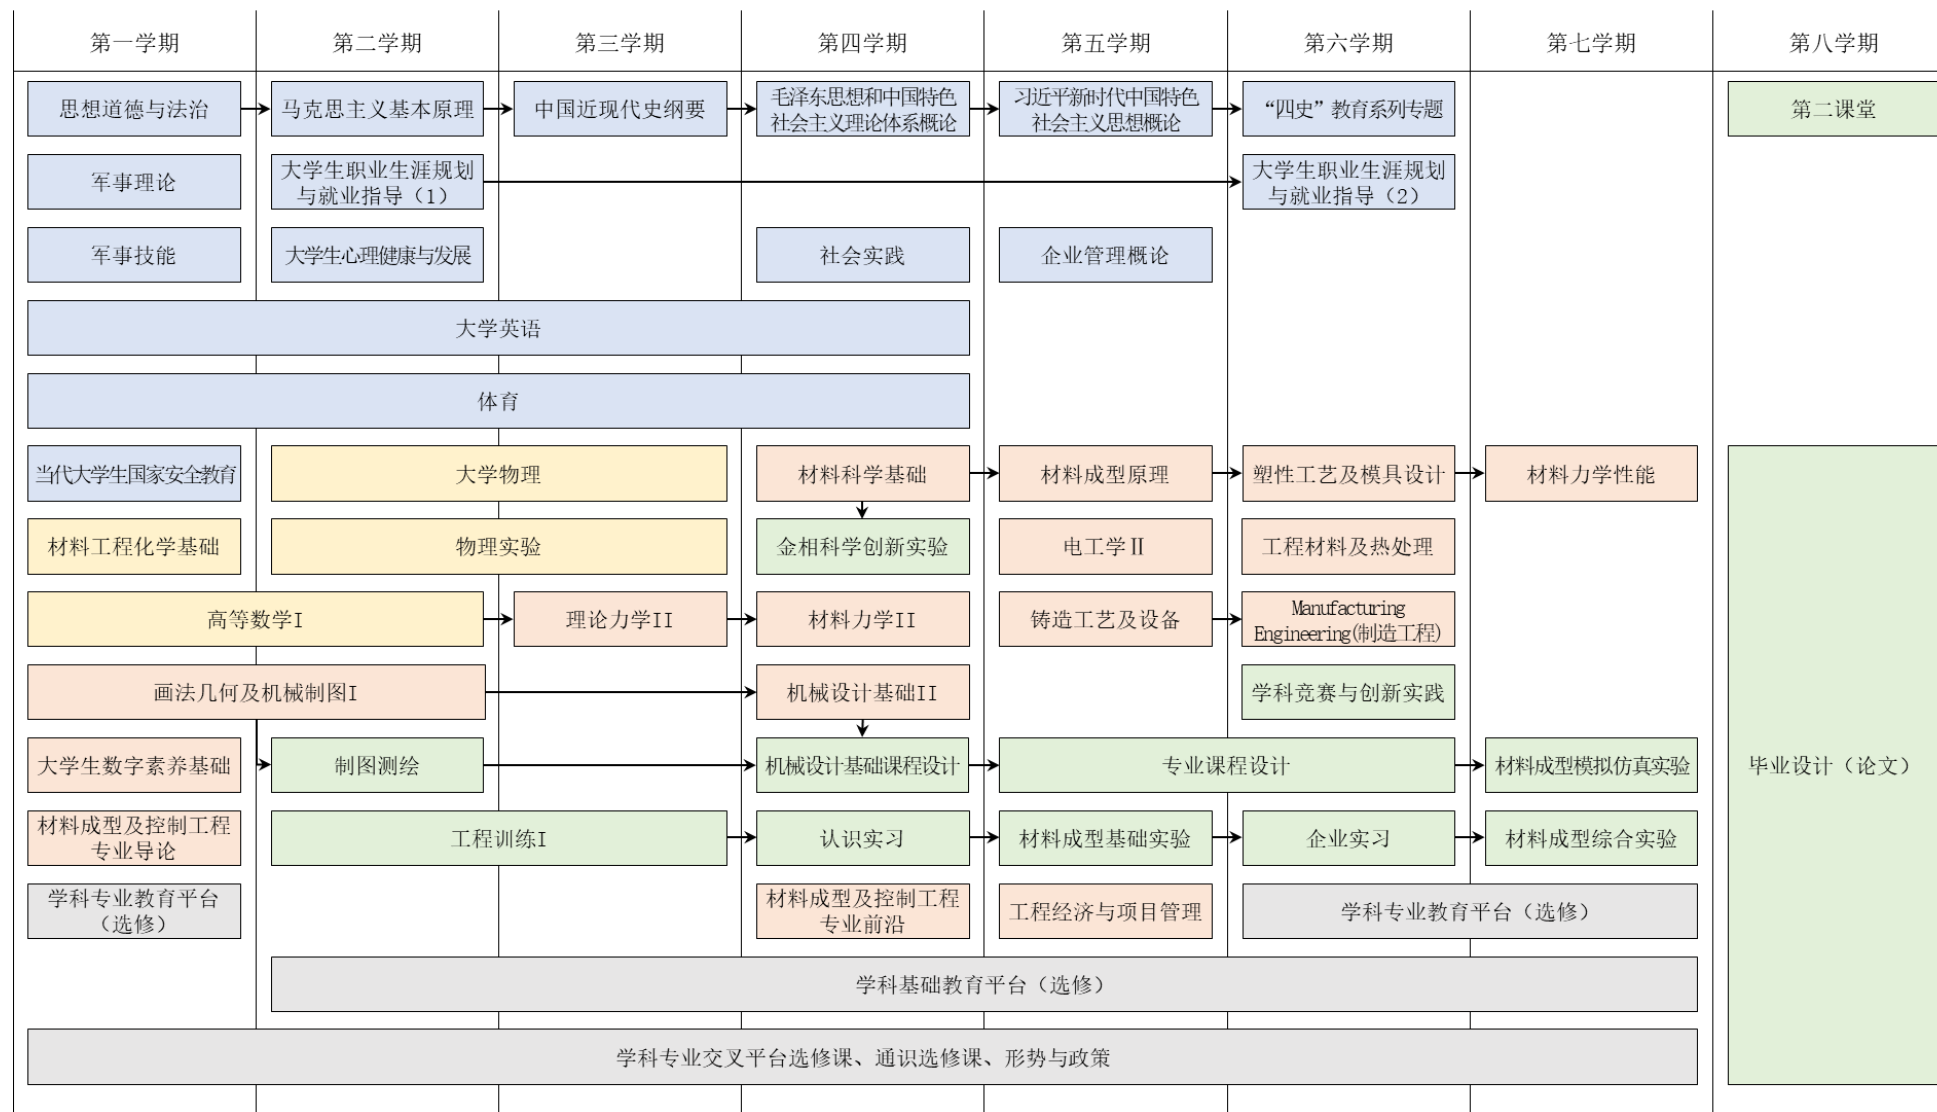 第一学期
第二学期
第三学期
第四学期
第五学期
第六学期
第七学期
第八学期
思想道德与法治
马克思主义基本原理
中国近现代史纲要
毛泽东思想和中国特色
社会主义理论体系概论
习近平新时代中国特色
社会主义思想概论
“四史”教育系列专题
第二课堂
军事理论
大学生职业生涯规划
与就业指导（1）
大学生职业生涯规划
与就业指导（2）
军事技能
大学生心理健康与发展
社会实践
企业管理概论
大学英语
体育
当代大学生国家安全教育
大学物理
材料科学基础
材料成型原理
塑性工艺及模具设计
材料力学性能
材料工程化学基础
物理实验
金相科学创新实验
电工学Ⅱ
工程材料及热处理
高等数学I
理论力学II
材料力学II
铸造工艺及设备
Manufacturing
Engineering(制造工程)
画法几何及机械制图I
机械设计基础II
学科竞赛与创新实践
大学生数字素养基础
制图测绘
机械设计基础课程设计
专业课程设计
材料成型模拟仿真实验
毕业设计（论文）
材料成型及控制工程
专业导论
工程训练I
认识实习
材料成型基础实验
企业实习
材料成型综合实验
学科专业教育平台
（选修）
材料成型及控制工程
专业前沿
工程经济与项目管理
学科专业教育平台（选修）
学科基础教育平台（选修）
学科专业交叉平台选修课、通识选修课、形势与政策